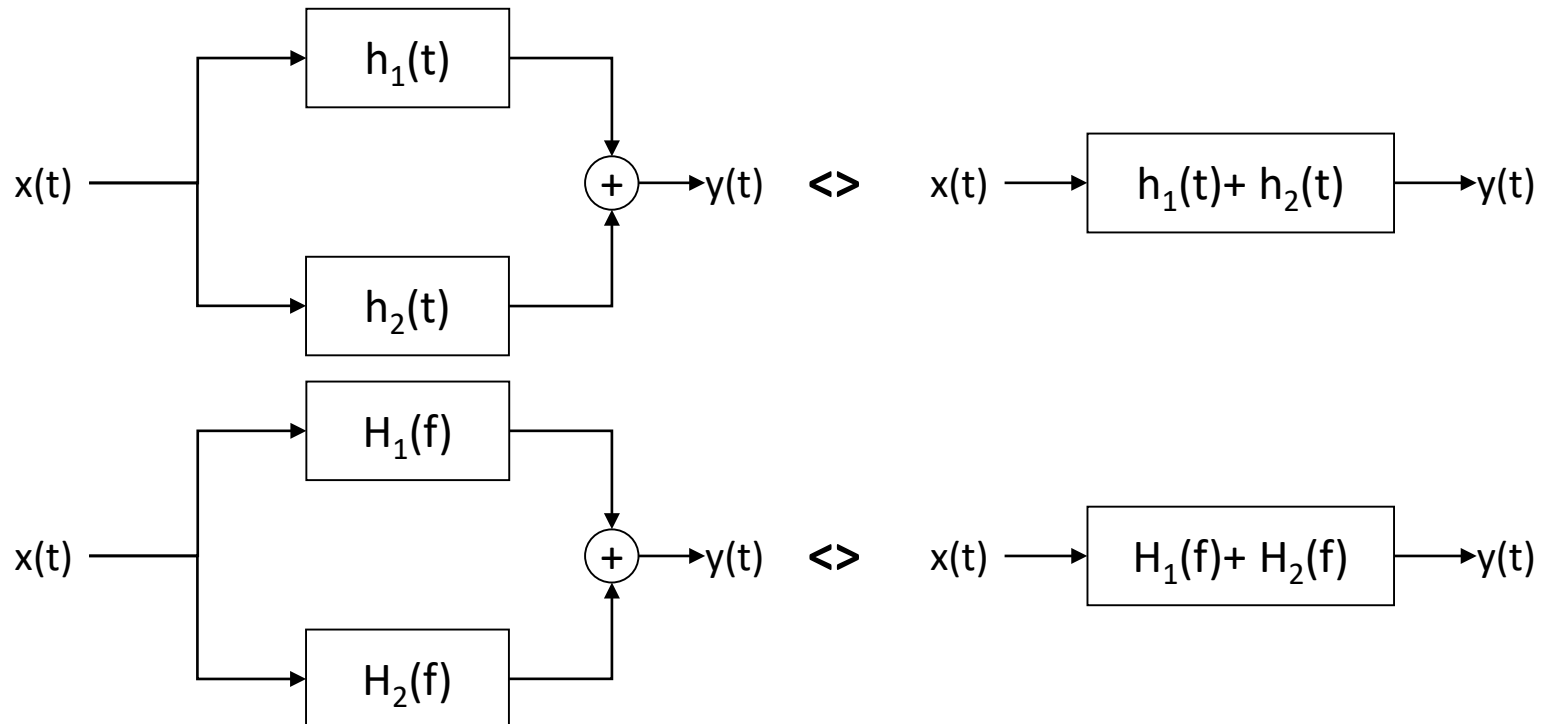 h₁(t)
x(t) + y(t) <> x(t) h₁(t)+ h₂(t) y(t)
h₂(t)
H₁(f)
x(t) + y(t) <> x(t) H₁(f)+ H₂(f) y(t)
H₂(f)